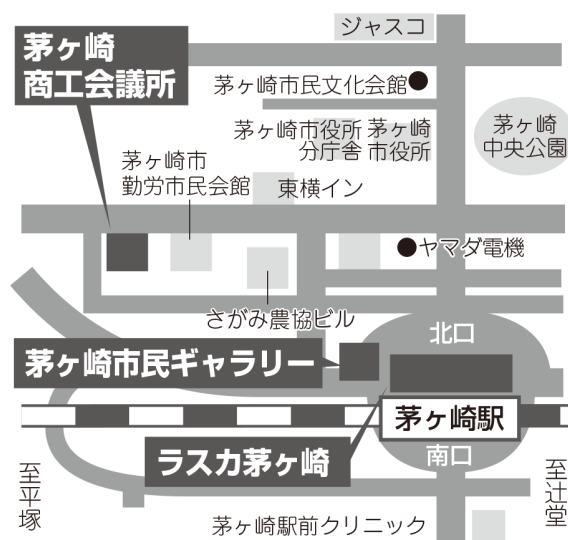 ジャスコ
茅ヶ崎
商工会議所
茅ヶ崎市民文化会館
茅ヶ崎市役所
分庁舎
茅ヶ崎
市役所
茅ヶ崎
中央公園
茅ヶ崎市
勤労市民会館
東横イン
ヤマダ電機
さがみ農協ビル
北口
茅ヶ崎市民ギャラリー
茅ヶ崎駅
ラスカ茅ヶ崎
南口
至平塚
至辻堂
茅ヶ崎駅前クリニック